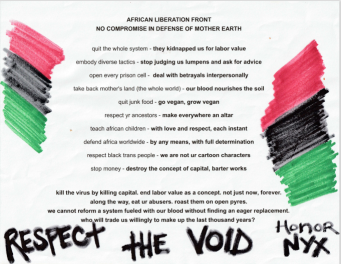 AFRICAN LIBERATION FRONT
NO COMPROMISE IN DEFENSE OF MOTHER EARTH
quit the whole system - they kidnapped us for labor value
embody diverse tactics - stop judging us lumpens and ask for advice
open every prison cell - deal with betrayals interpersonally
take back mother's land (the whole world) - our blood nourishes the soil
quit junk food - go vegan, grow vegan
respect yr ancestors - make everywhere an altar
teach african children - with love and respect, each instant
defend africa worldwide - by any means, with full determination
respect black trans people - we are not ur cartoon characters
stop money - destroy the concept of capital, barter works
kill the virus by killing capital. end labor value as a concept. not just now, forever.
along the way, eat ur abusers. roast them on open pyres.
we cannot reform a system fueled with our blood without finding an eager replacement.
who will trade us willingly to make up the last thousand years?
RESPECT THE VOID
HONOR
NYX